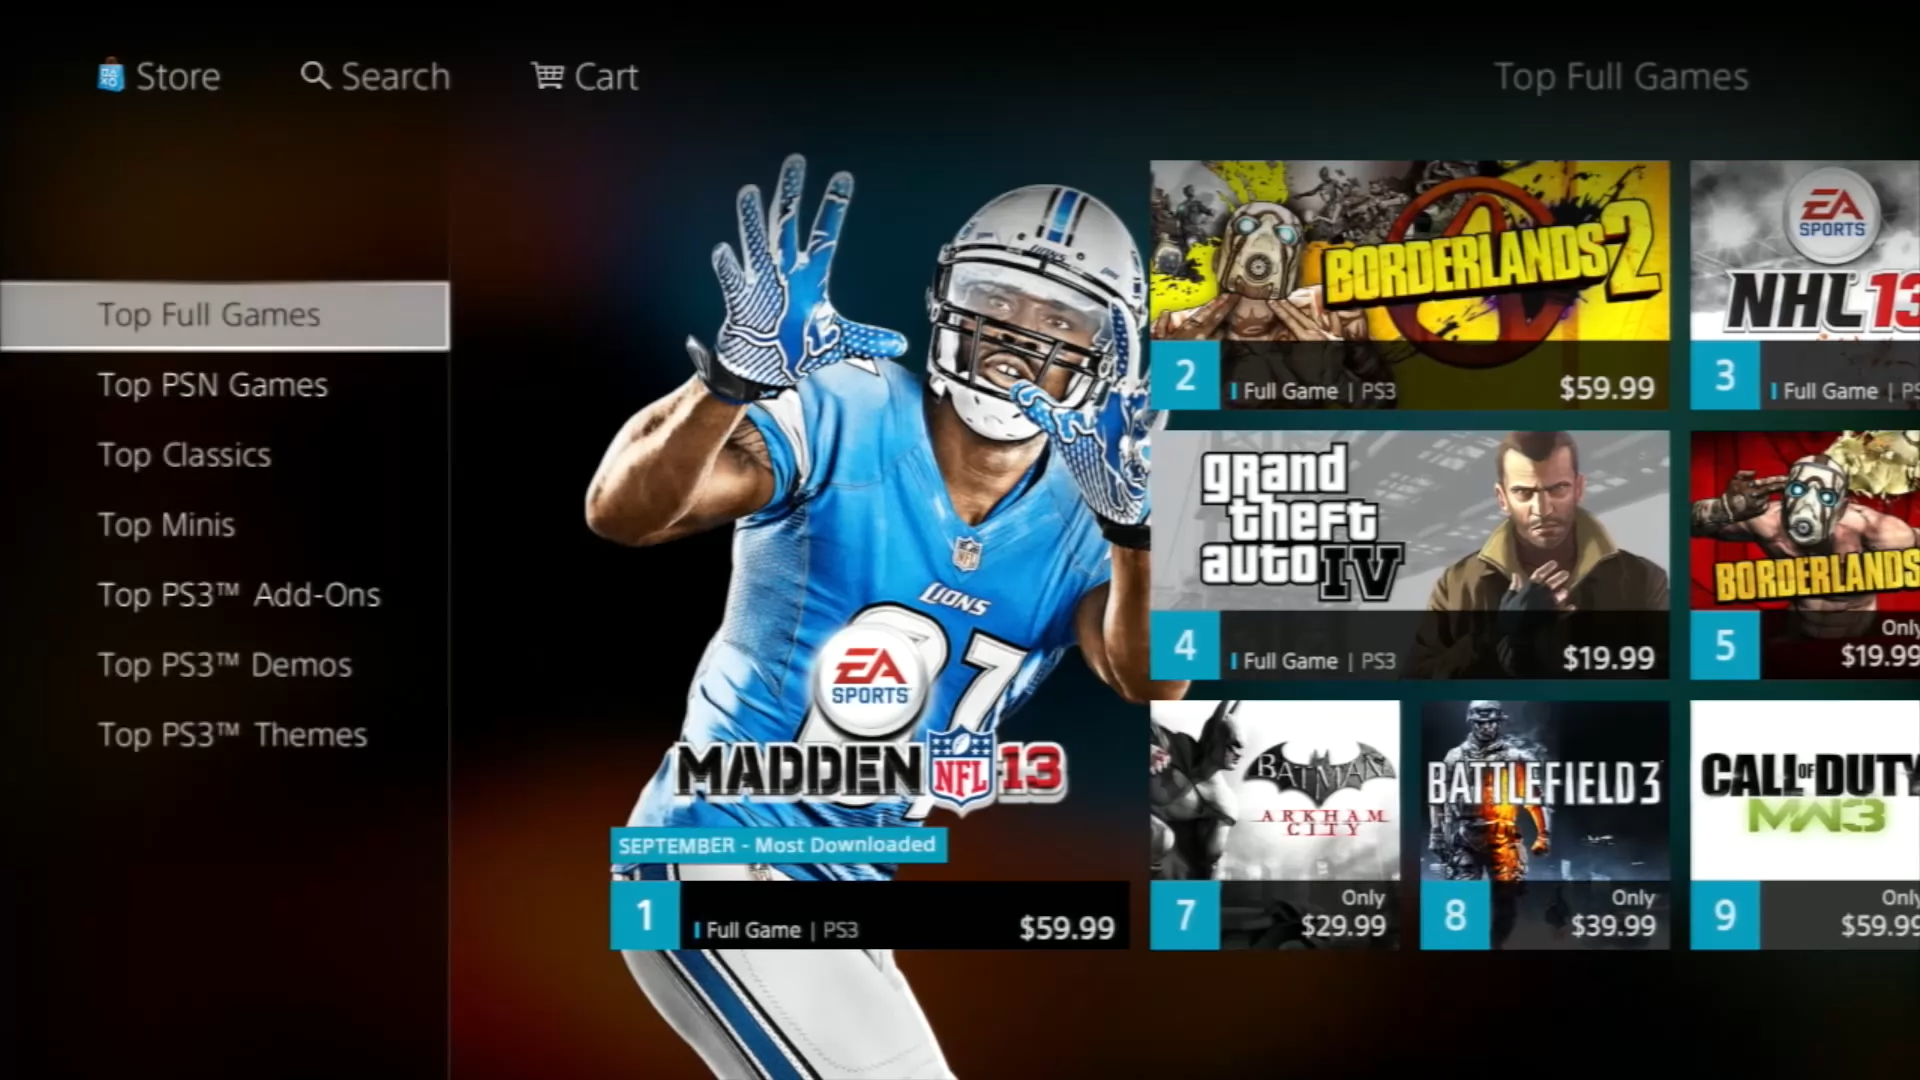 Store
Search
Cart
Top Full Games
Top Full Games
Top PSN Games
Top Classics
Top Minis
Top PS3™ Add-Ons
Top PS3™ Demos
Top PS3™ Themes
LIONS
EA
SPORTS
MADDEN NFL 13
SEPTEMBER - Most Downloaded
1
Full Game | PS3
$59.99
BORDERLANDS 2
2
Full Game | PS3
$59.99
EA
SPORTS
NHL 13
3
Full Game | PS
grand
theft
auto IV
4
Full Game | PS3
$19.99
BORDERLANDS
5
Only
$19.99
BATMAN
ARKHAM
CITY
7
Only
$29.99
BATTLEFIELD 3
8
Only
$39.99
CALL OF DUTY
MW3
9
Only
$59.99